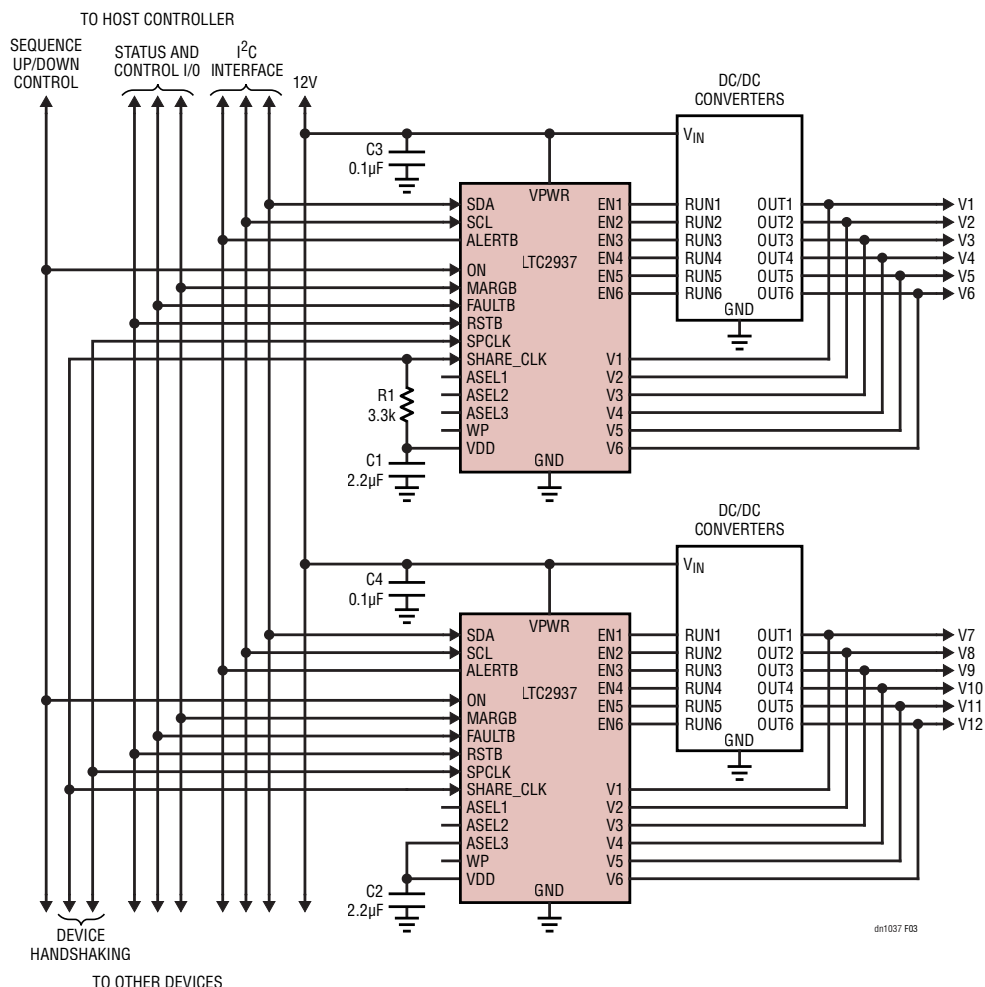 TO HOST CONTROLLER
SEQUENCE
UP/DOWN
CONTROL
STATUS AND
CONTROL I/0
I2C
INTERFACE
12V
DC/DC
CONVERTERS
C3
0.1µF
VIN
VPWR
SDA
SCL
ALERTB
ON
MARGB
FAULTB
RSTB
SPCLK
SHARE_CLK
ASEL1
ASEL2
ASEL3
WP
VDD
LTC2937
GND
EN1
EN2
EN3
EN4
EN5
EN6
V1
V2
V3
V4
V5
V6
RUN1
RUN2
RUN3
RUN4
RUN5
RUN6
OUT1
OUT2
OUT3
OUT4
OUT5
OUT6
GND
V1
V2
V3
V4
V5
V6
R1
3.3k
C1
2.2µF
DC/DC
CONVERTERS
C4
0.1µF
VIN
VPWR
SDA
SCL
ALERTB
ON
MARGB
FAULTB
RSTB
SPCLK
SHARE_CLK
ASEL1
ASEL2
ASEL3
WP
VDD
LTC2937
GND
EN1
EN2
EN3
EN4
EN5
EN6
V1
V2
V3
V4
V5
V6
RUN1
RUN2
RUN3
RUN4
RUN5
RUN6
OUT1
OUT2
OUT3
OUT4
OUT5
OUT6
GND
V7
V8
V9
V10
V11
V12
C2
2.2µF
DEVICE
HANDSHAKING
TO OTHER DEVICES
dn1037 F03